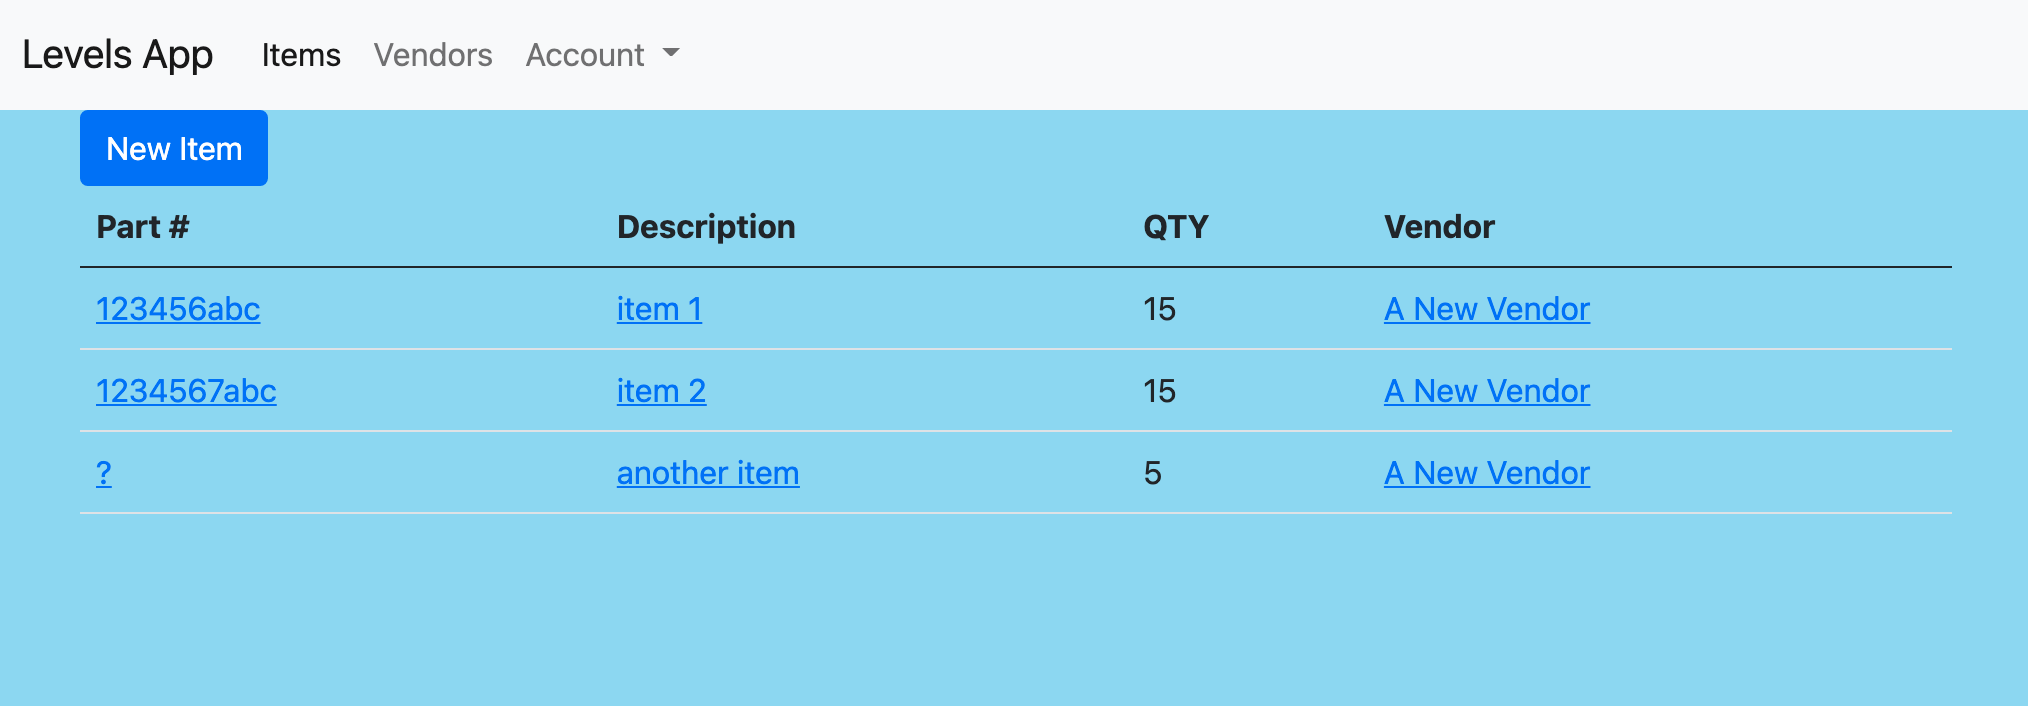 Levels App Items Vendors Account
New Item
Part # Description QTY Vendor
123456abc item 1 15 A New Vendor
1234567abc item 2 15 A New Vendor
? another item 5 A New Vendor